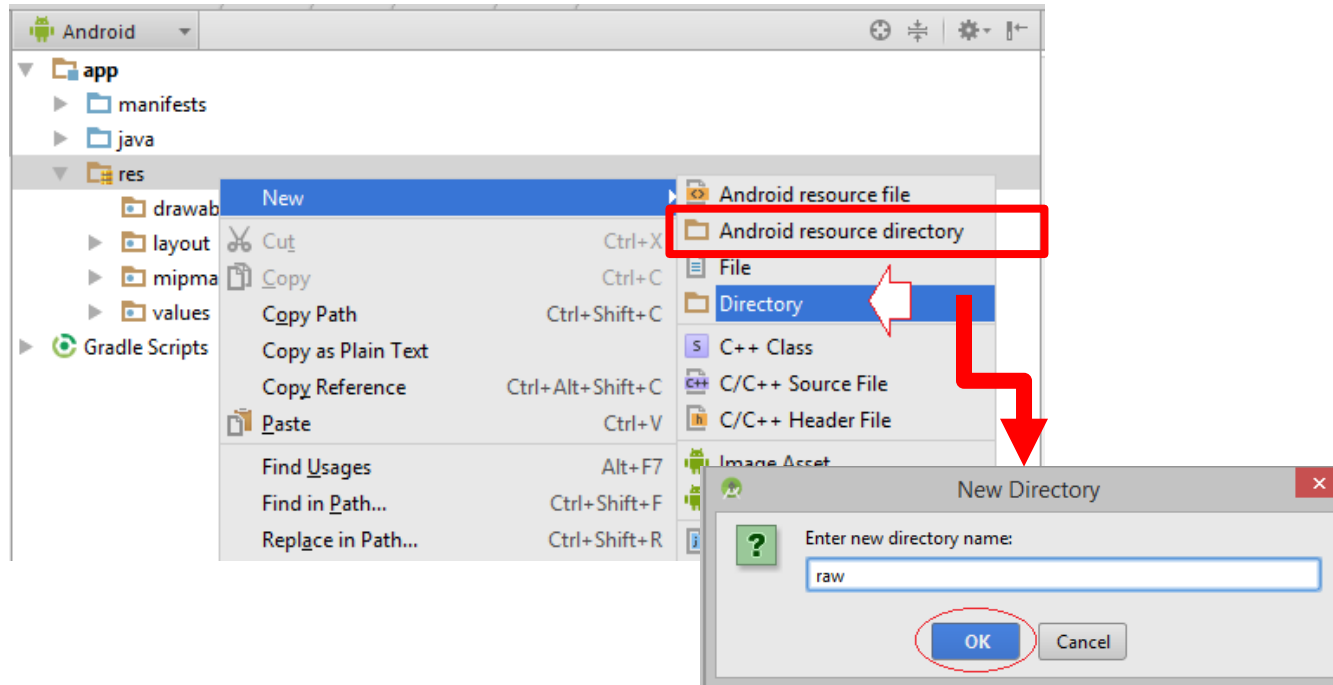 Android
app
manifests
java
res
drawab
layout
mipma
values
Gradle Scripts
New
Cut Ctrl+X
Copy Ctrl+C
Copy Path Ctrl+Shift+C
Copy as Plain Text
Copy Reference Ctrl+Alt+Shift+C
Paste Ctrl+V
Find Usages Alt+F7
Find in Path... Ctrl+Shift+F
Replace in Path... Ctrl+Shift+R
Android resource file
Android resource directory
File
Directory
S C++ Class
C++ C/C++ Source File
h C/C++ Header File
Image Asset
New Directory
Enter new directory name:
raw
OK Cancel